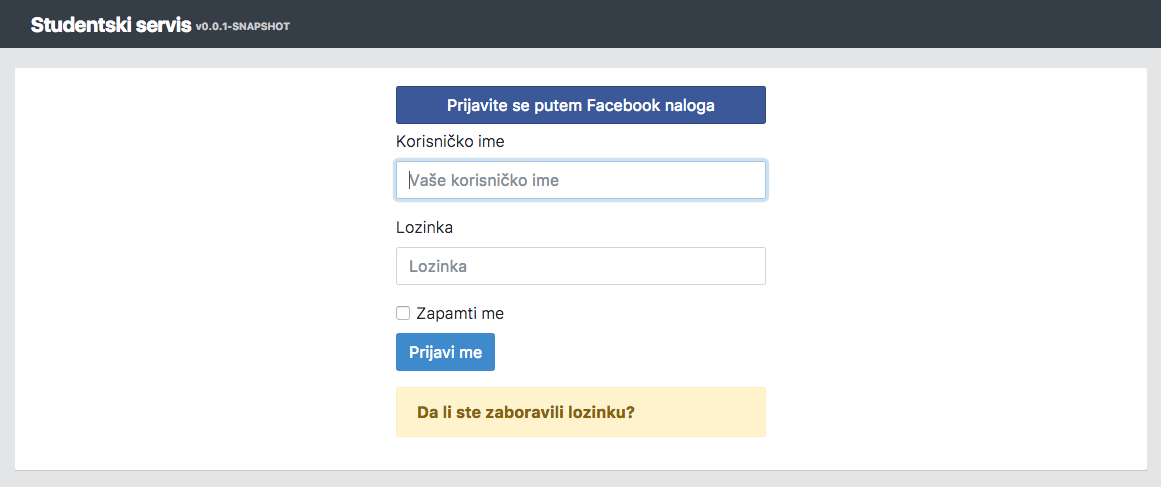 Studentski servis v0.0.1-SNAPSHOT
Prijavite se putem Facebook naloga
Korisničko ime
Vaše korisničko ime
Lozinka
Lozinka
Zapamti me
Prijavi me
Da li ste zaboravili lozinku?